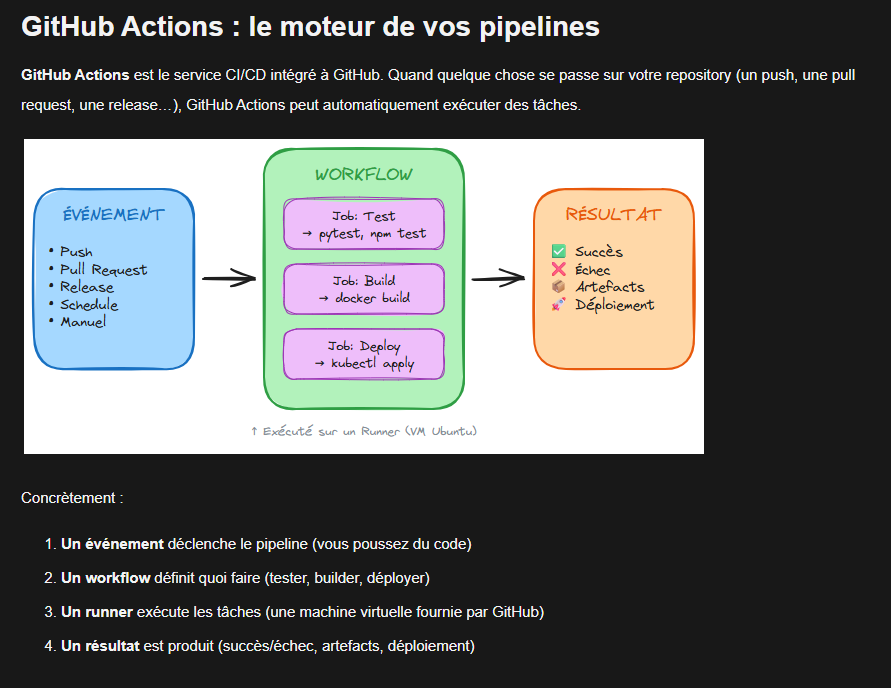 GitHub Actions : le moteur de vos pipelines
GitHub Actions est le service CI/CD intégré à GitHub. Quand quelque chose se passe sur votre repository (un push, une pull
request, une release…), GitHub Actions peut automatiquement exécuter des tâches.
ÉVÉNEMENT
• Push
• Pull Request
• Release
• Schedule
• Manuel
WORKFLOW
Job: Test
→ pytest, npm test
Job: Build
→ docker build
Job: Deploy
→ kubectl apply
↑ Exécuté sur un Runner (VM Ubuntu)
RÉSULTAT
✅ Succès
❌ Échec
📦 Artefacts
🚀 Déploiement
Concrètement :
1. Un événement déclenche le pipeline (vous poussez du code)
2. Un workflow définit quoi faire (tester, builder, déployer)
3. Un runner exécute les tâches (une machine virtuelle fournie par GitHub)
4. Un résultat est produit (succès/échec, artefacts, déploiement)